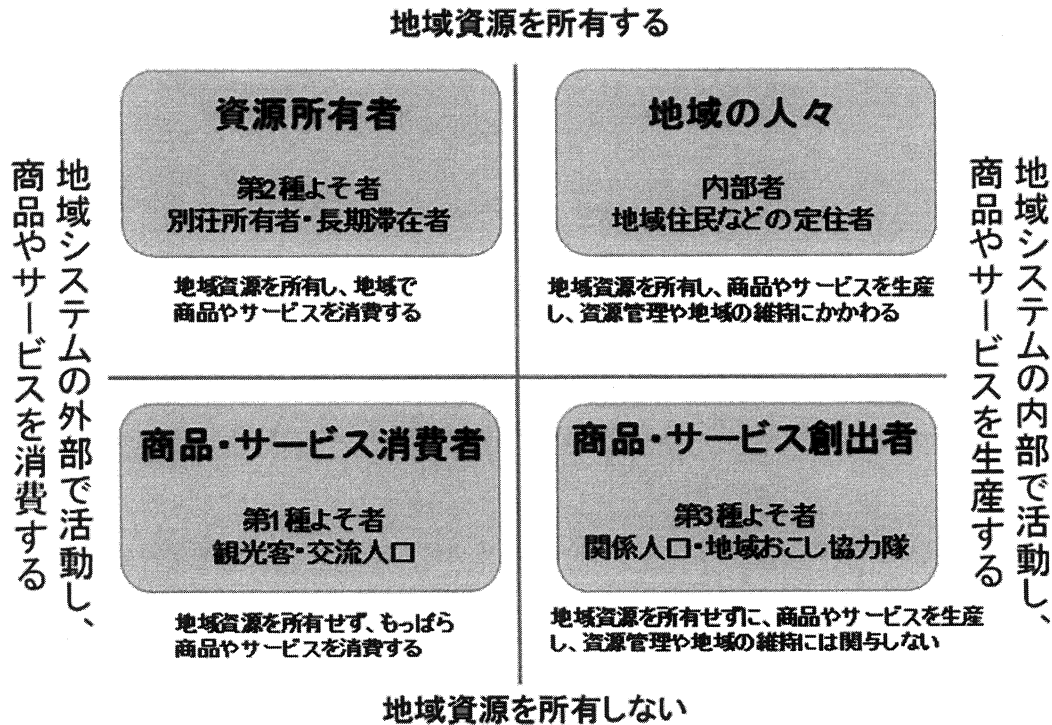 地域資源を所有する
地域システムの外部で活動し、
商品やサービスを消費する
資源所有者
第2種よそ者
別荘所有者・長期滞在者
地域資源を所有し、地域で
商品やサービスを消費する
地域の人々
内部者
地域住民などの定住者
地域資源を所有し、商品やサービスを生産
し、資源管理や地域の維持にかかわる
地域システムの内部で活動し、
商品やサービスを生産する
商品・サービス消費者
第1種よそ者
観光客・交流人口
地域資源を所有せず、もっぱら
商品やサービスを消費する
商品・サービス創出者
第3種よそ者
関係人口・地域おこし協力隊
地域資源を所有せずに、商品やサービスを生産
し、資源管理や地域の維持には関与しない
地域資源を所有しない